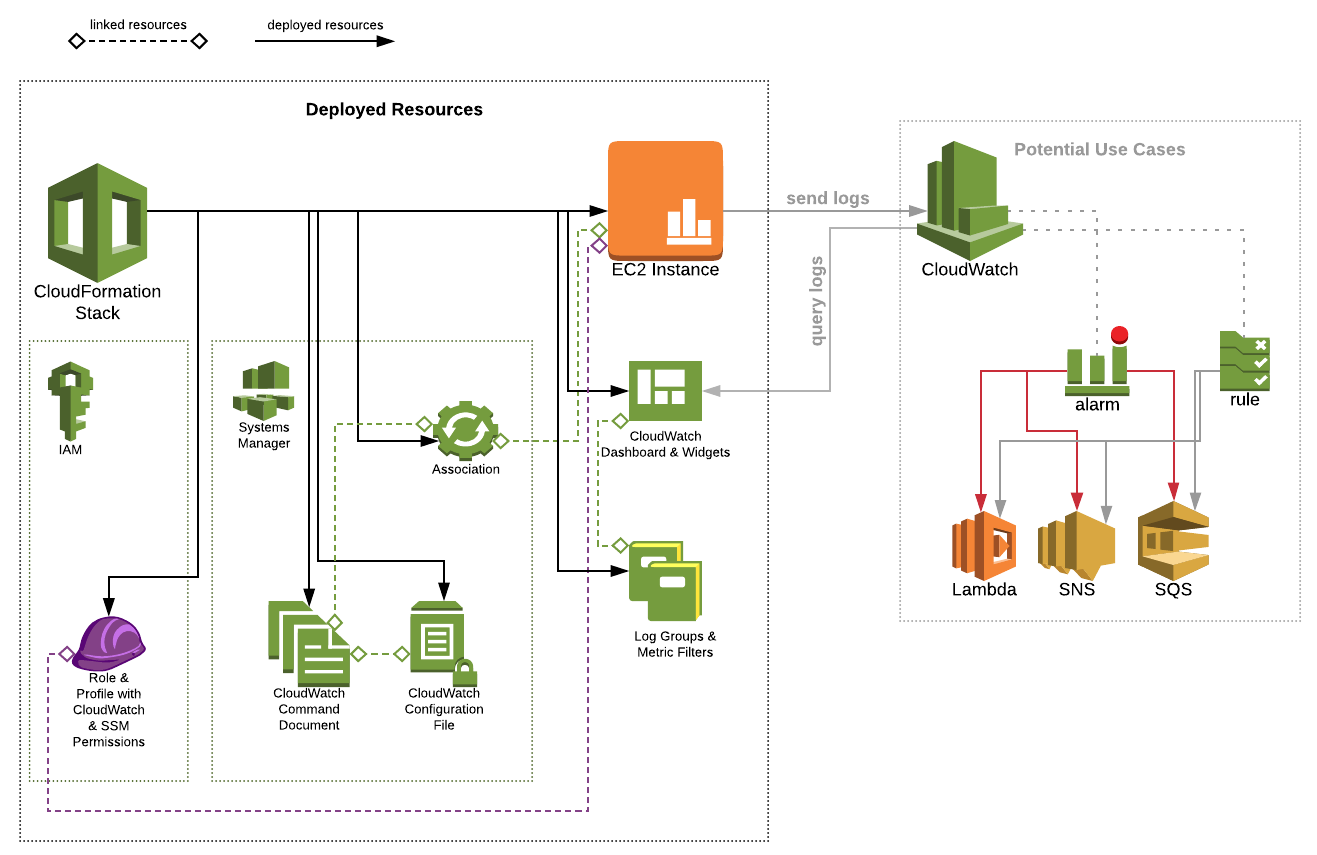 linked resources
deployed resources
Deployed Resources
Potential Use Cases
CloudFormation
Stack
EC2 Instance
send logs
query logs
CloudWatch
IAM
Systems
Manager
Association
CloudWatch
Dashboard & Widgets
alarm
rule
Lambda
SNS
SQS
Log Groups &
Metric Filters
Role &
Profile with
CloudWatch
& SSM
Permissions
CloudWatch
Command
Document
CloudWatch
Configuration
File